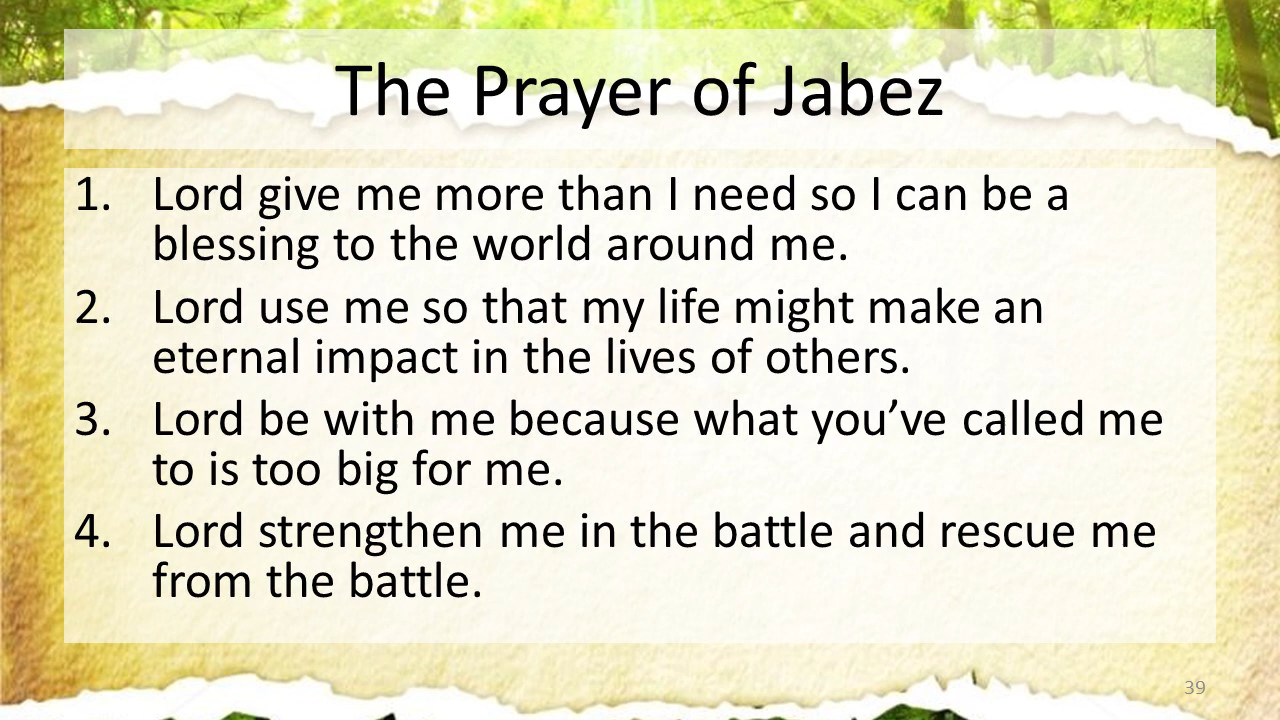 The Prayer of Jabez
1. Lord give me more than I need so I can be a
blessing to the world around me.
2. Lord use me so that my life might make an
eternal impact in the lives of others.
3. Lord be with me because what you’ve called me
to is too big for me.
4. Lord strengthen me in the battle and rescue me
from the battle.
39